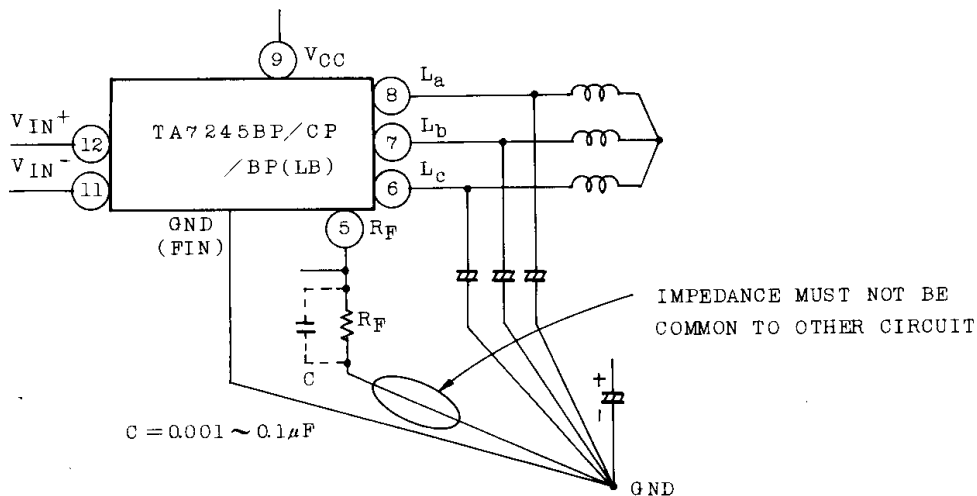 9
VCC
8
La
VIN+
12
TA7245BP/CP
/BP(LB)
7
Lb
VIN-
11
6
Lc
GND
(FIN)
5
RF
RF
C
IMPEDANCE MUST NOT BE
COMMON TO OTHER CIRCUIT
+
-
C=0.001~0.1μF
GND